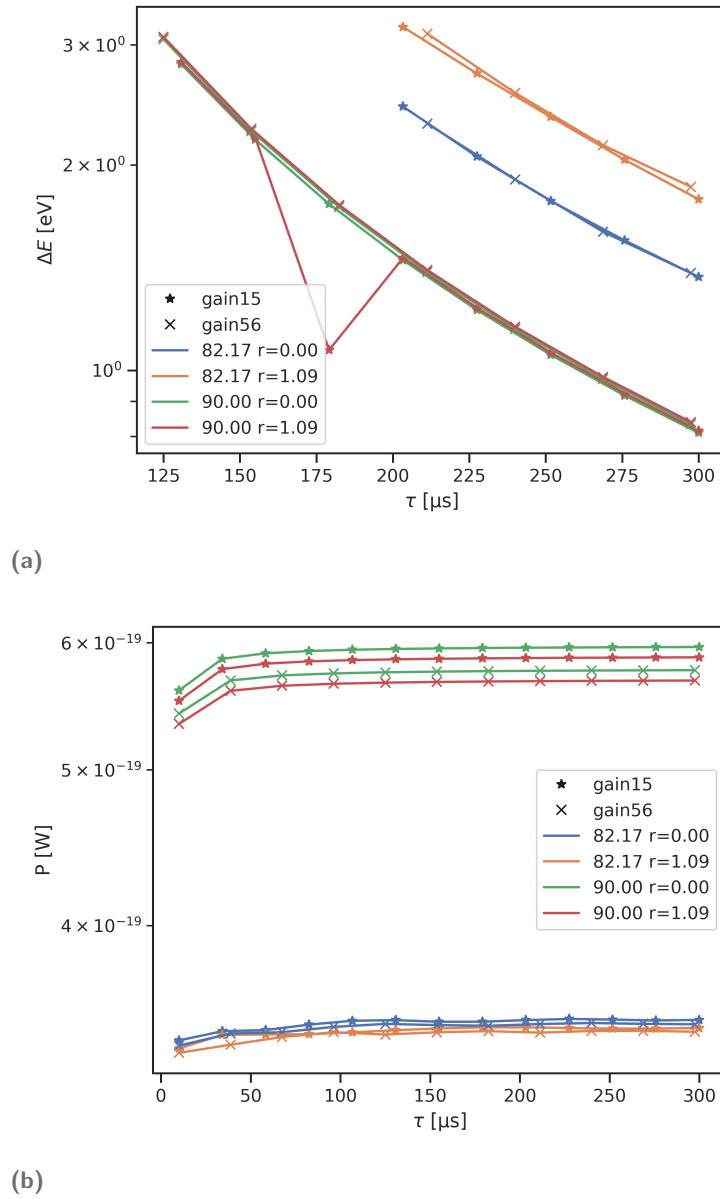 3 × 10⁰
2 × 10⁰
10⁰
ΔE [eV]
gain15
gain56
82.17 r=0.00
82.17 r=1.09
90.00 r=0.00
90.00 r=1.09
125 150 175 200 225 250 275 300
τ [µs]
(a)
6 × 10⁻¹⁹
5 × 10⁻¹⁹
4 × 10⁻¹⁹
P [W]
gain15
gain56
82.17 r=0.00
82.17 r=1.09
90.00 r=0.00
90.00 r=1.09
0 50 100 150 200 250 300
τ [µs]
(b)